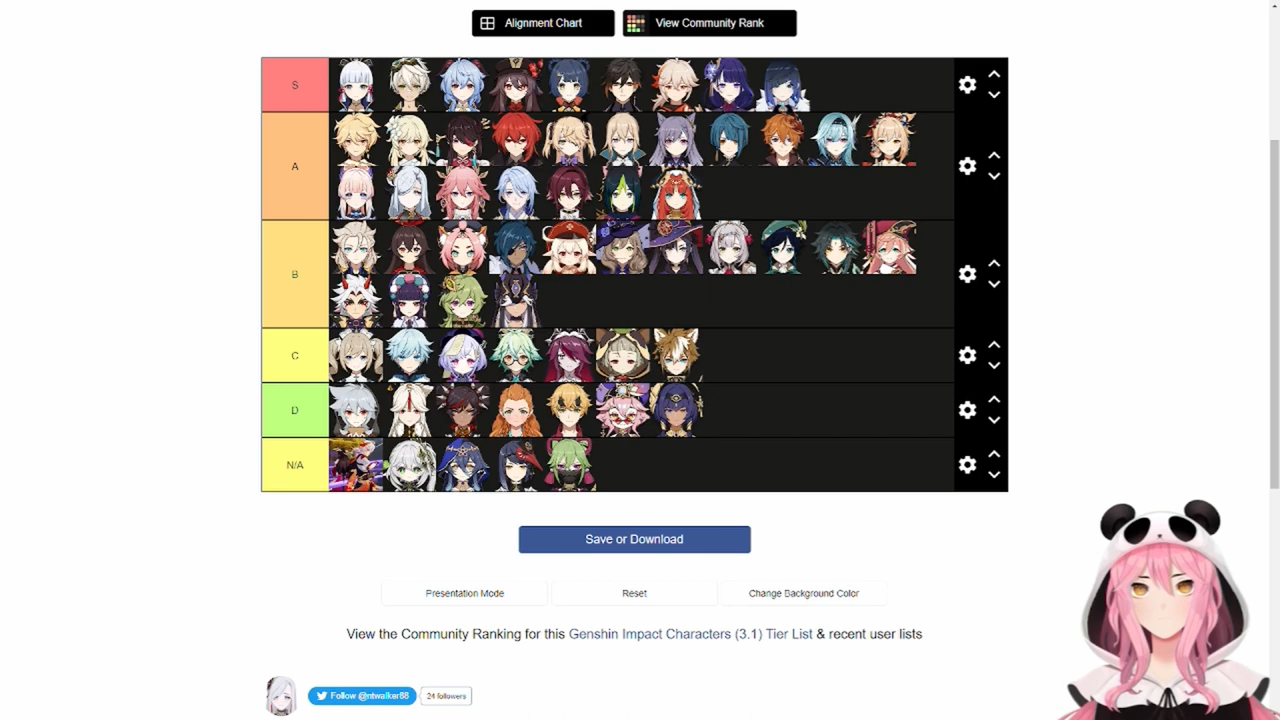 Alignment Chart
View Community Rank
S
A
B
C
D
N/A
Save or Download
Presentation Mode
Reset
Change Background Color
View the Community Ranking for this Genshin Impact Characters (3.1) Tier List & recent user lists
Follow @ntwalker88
24 followers